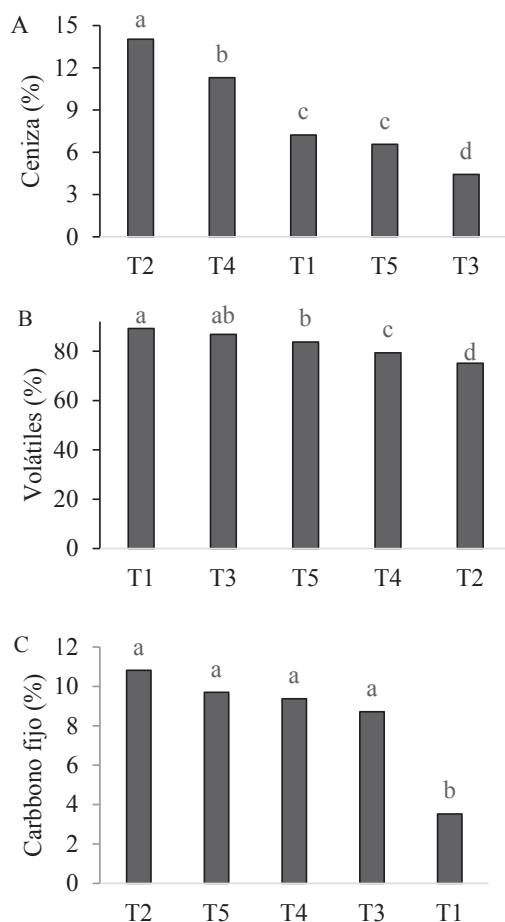 A
Ceniza (%)
15
12
9
6
3
0
a
b
c
c
d
T2 T4 T1 T5 T3
B
Volátiles (%)
80
60
40
20
0
a
ab
b
c
d
T1 T3 T5 T4 T2
C
Carbbono fijo (%)
12
10
8
6
4
2
0
a
a
a
a
b
T2 T5 T4 T3 T1